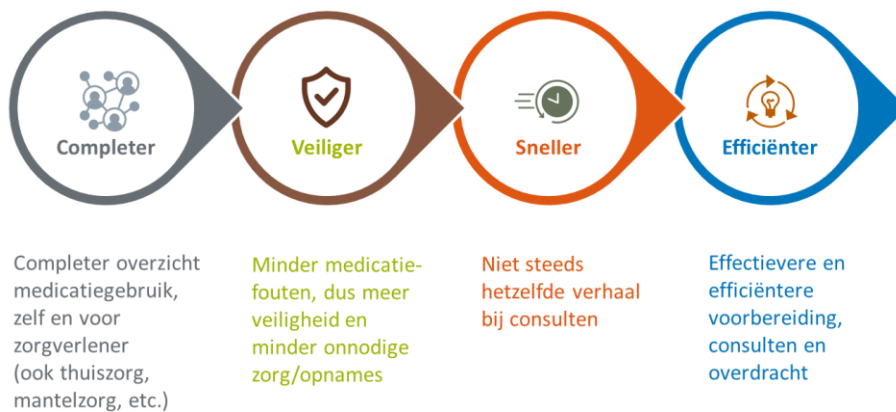 Completer
Veiliger
Sneller
Efficiënter
Completer overzicht
medicatiegebruik,
zelf en voor
zorgverlener
(ook thuiszorg,
mantelzorg, etc.)
Minder medicatie-
fouten, dus meer
veiligheid en
minder onnodige
zorg/opnames
Niet steeds
hetzelfde verhaal
bij consulten
Effectievere en
efficiëntere
voorbereiding,
consulten en
overdracht